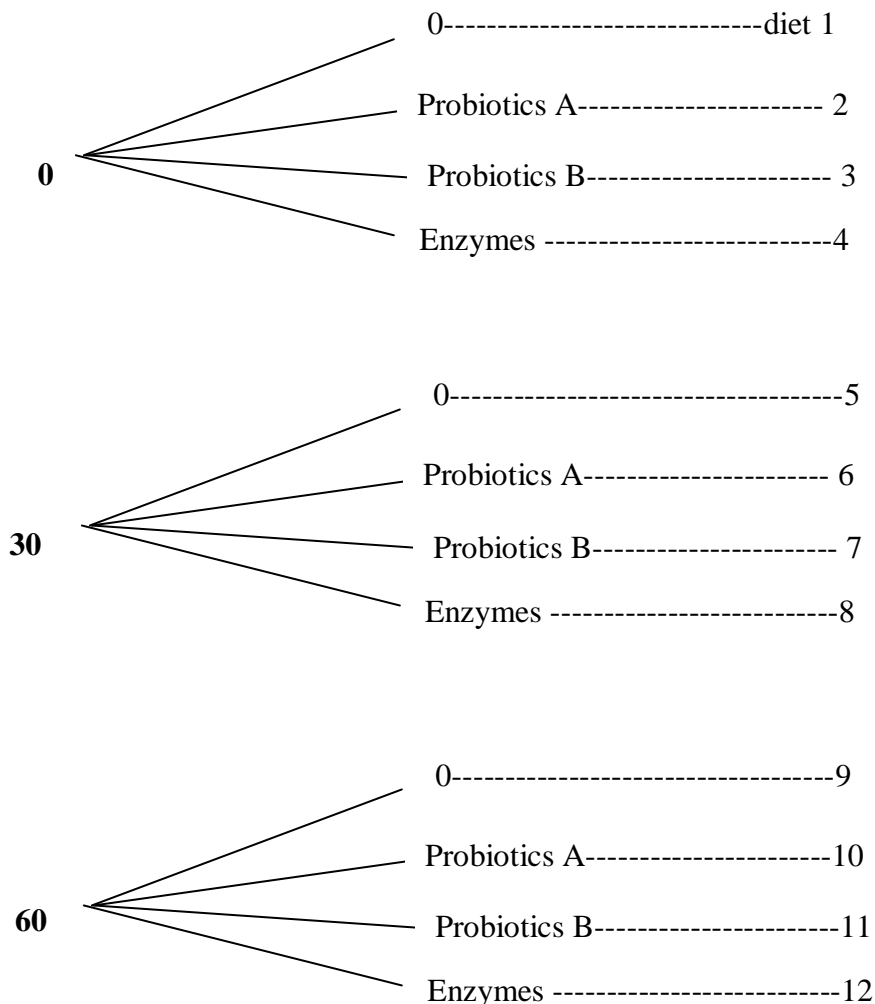 0-----------------------------diet 1
Probiotics A----------------------- 2
0
Probiotics B----------------------- 3
Enzymes ---------------------------4
0-------------------------------------5
Probiotics A----------------------- 6
30
Probiotics B----------------------- 7
Enzymes ---------------------------8
0------------------------------------9
Probiotics A-----------------------10
60
Probiotics B-----------------------11
Enzymes --------------------------12